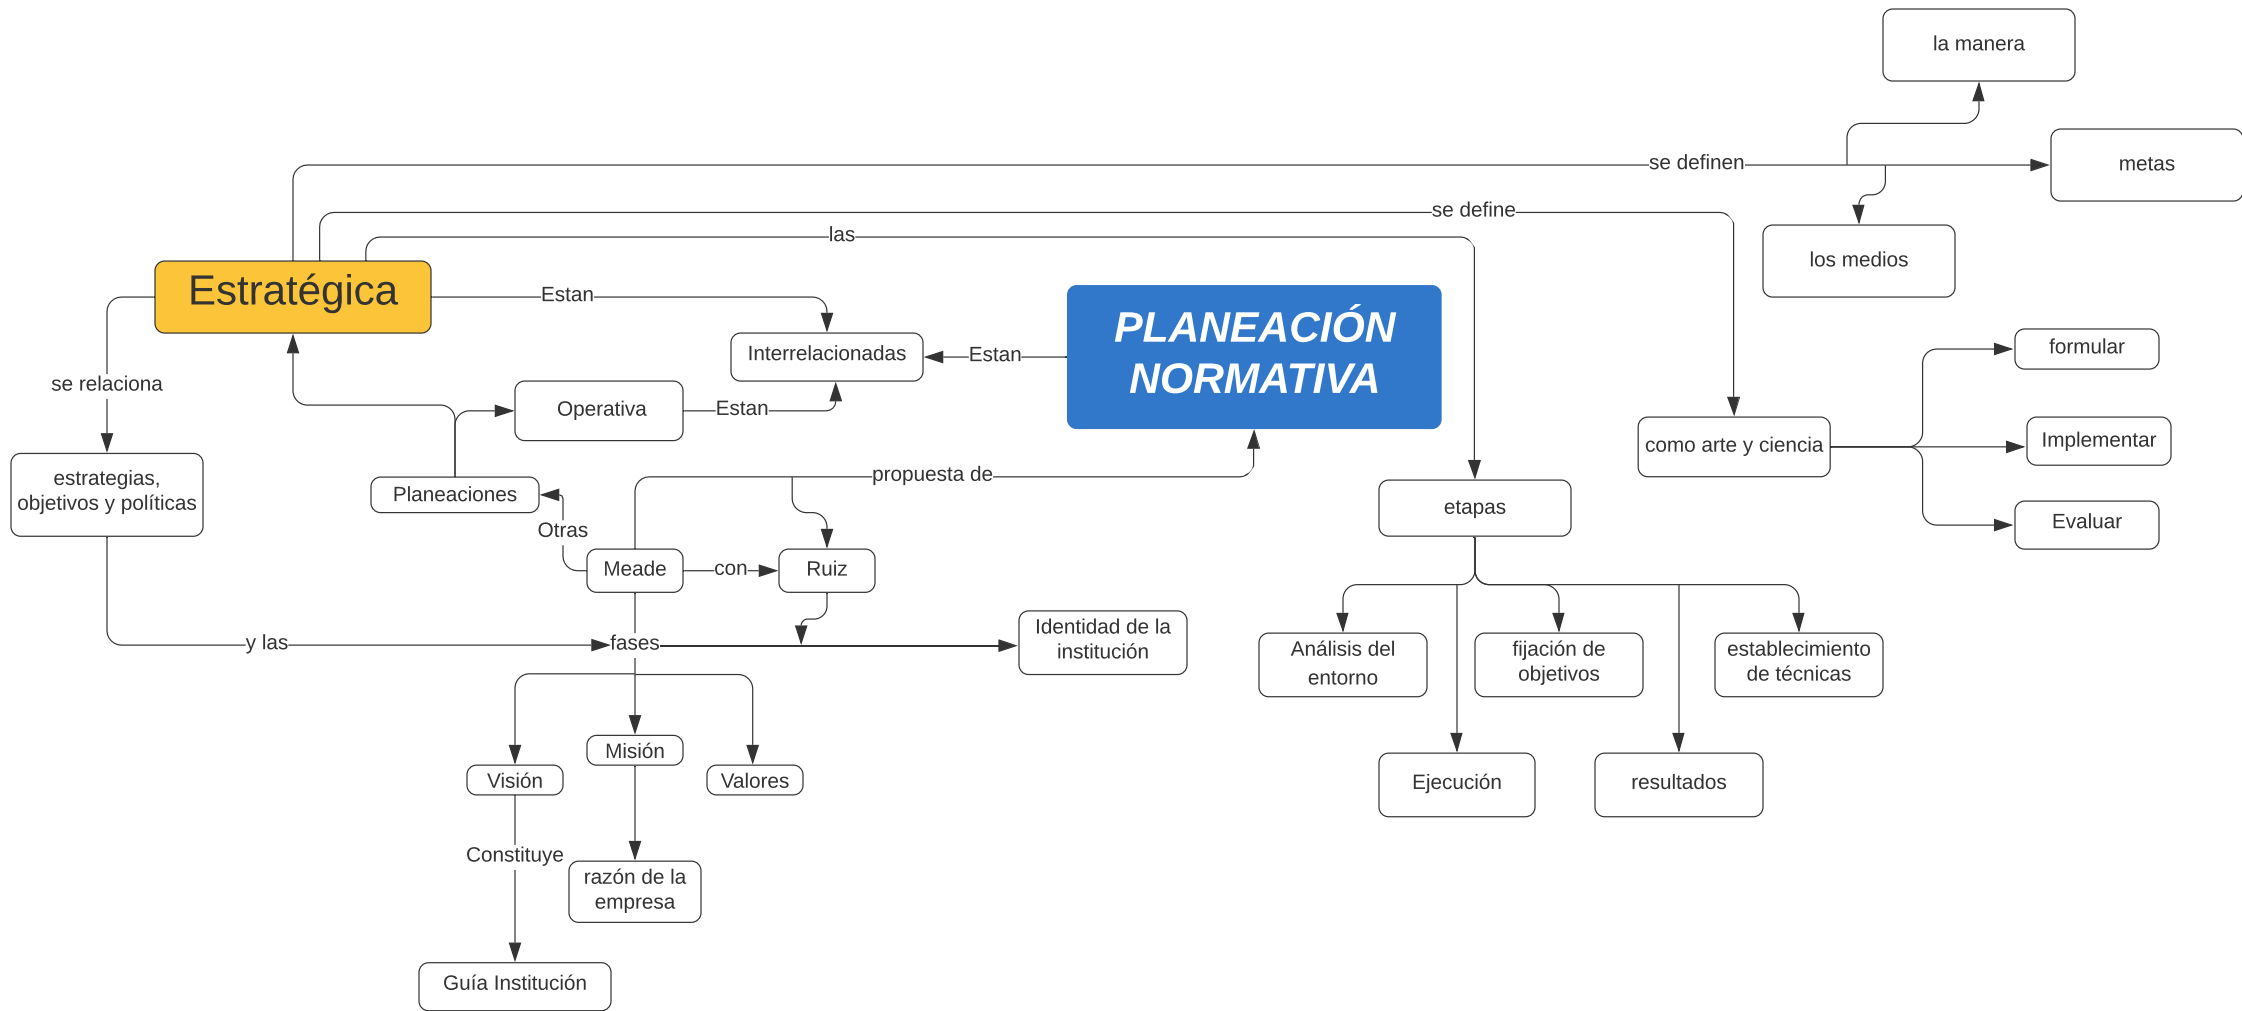 la manera
se definen
metas
se define
las
los medios
Estratégica
Estan
PLANEACIÓN
NORMATIVA
Interrelacionadas
Estan
formular
se relaciona
Operativa
Estan
como arte y ciencia
Implementar
estrategias,
objetivos y políticas
Planeaciones
propuesta de
etapas
Evaluar
Otras
Meade
con
Ruiz
y las
fases
Identidad de la
institución
Análisis del
entorno
fijación de
objetivos
establecimiento
de técnicas
Visión
Misión
Valores
Ejecución
resultados
Constituye
razón de la
empresa
Guía Institución